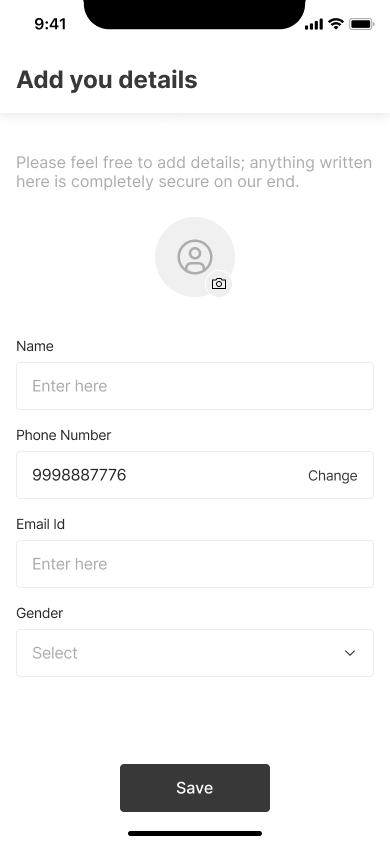 9:41
Add you details
Please feel free to add details; anything written
here is completely secure on our end.
Name
Enter here
Phone Number
9998887776
Change
Email Id
Enter here
Gender
Select
Save